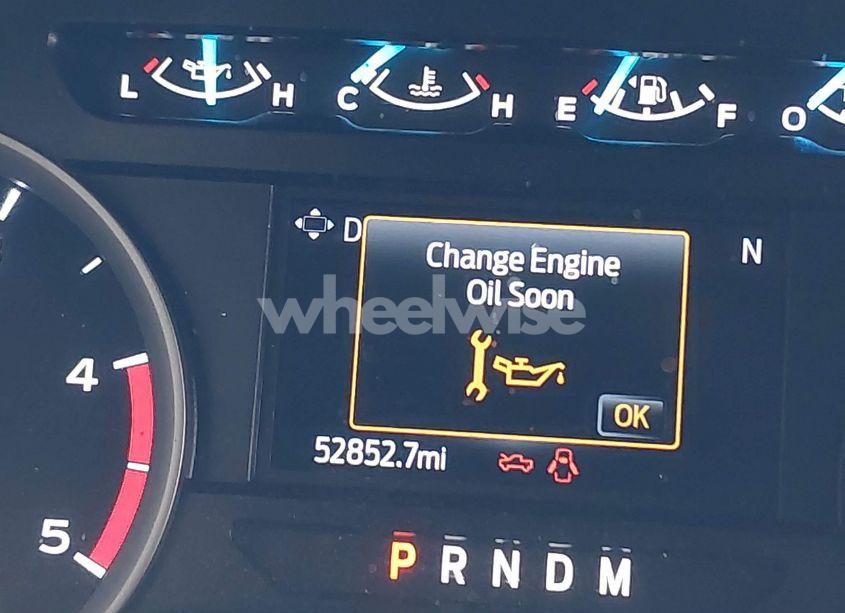 L H C H E F O
D
N
Change Engine
Oil Soon
wheelwise
OK
52852.7mi
4
5
P R N D M